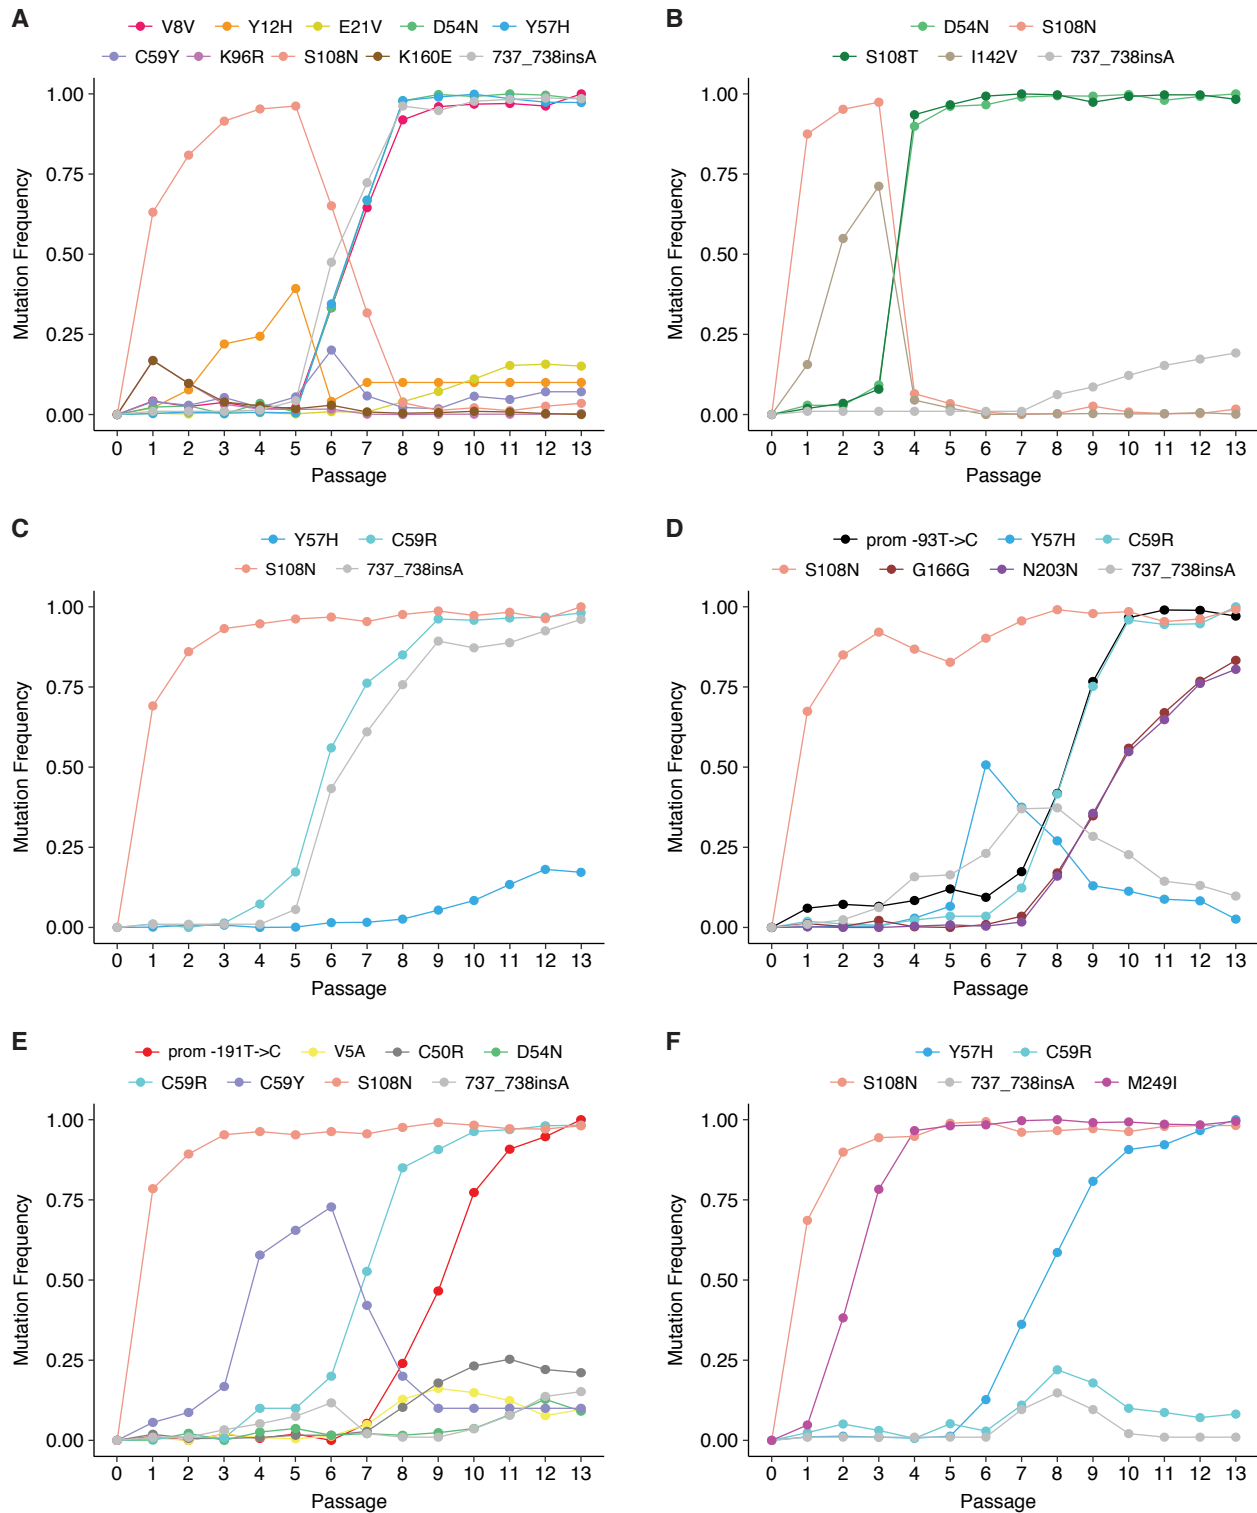 A
V8V Y12H E21V D54N Y57H
C59Y K96R S108N K160E 737_738insA
Mutation Frequency
1.00
0.75
0.50
0.25
0.00
0 1 2 3 4 5 6 7 8 9 10 11 12 13
Passage
B
D54N S108N
S108T I142V 737_738insA
Mutation Frequency
1.00
0.75
0.50
0.25
0.00
0 1 2 3 4 5 6 7 8 9 10 11 12 13
Passage
C
Y57H C59R
S108N 737_738insA
Mutation Frequency
1.00
0.75
0.50
0.25
0.00
0 1 2 3 4 5 6 7 8 9 10 11 12 13
Passage
D
prom -93T->C Y57H C59R
S108N G166G N203N 737_738insA
Mutation Frequency
1.00
0.75
0.50
0.25
0.00
0 1 2 3 4 5 6 7 8 9 10 11 12 13
Passage
E
prom -191T->C V5A C50R D54N
C59R C59Y S108N 737_738insA
Mutation Frequency
1.00
0.75
0.50
0.25
0.00
0 1 2 3 4 5 6 7 8 9 10 11 12 13
Passage
F
Y57H C59R
S108N 737_738insA M249I
Mutation Frequency
1.00
0.75
0.50
0.25
0.00
0 1 2 3 4 5 6 7 8 9 10 11 12 13
Passage